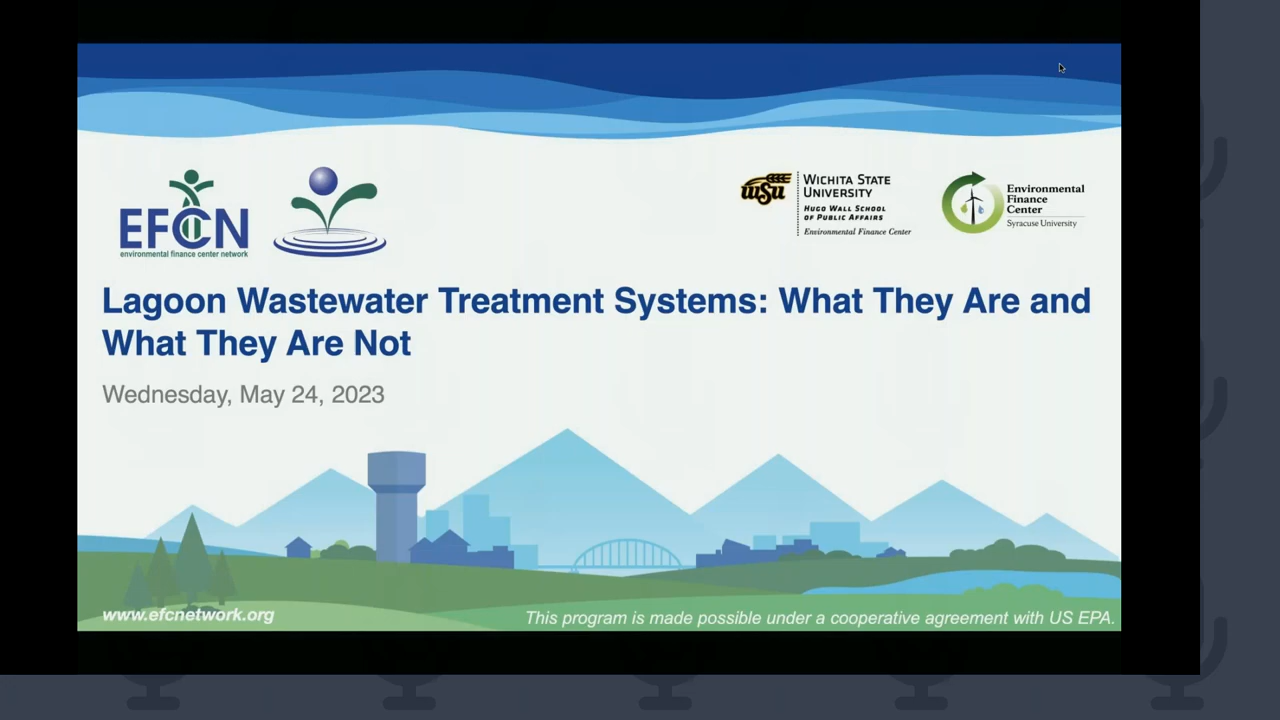 EFCN
environmental finance center network
WSU
WICHITA STATE
UNIVERSITY
HUGO WALL SCHOOL
OF PUBLIC AFFAIRS
Environmental Finance Center
Environmental
Finance
Center
Syracuse University
Lagoon Wastewater Treatment Systems: What They Are and
What They Are Not
Wednesday, May 24, 2023
www.efcnetwork.org
This program is made possible under a cooperative agreement with US EPA.